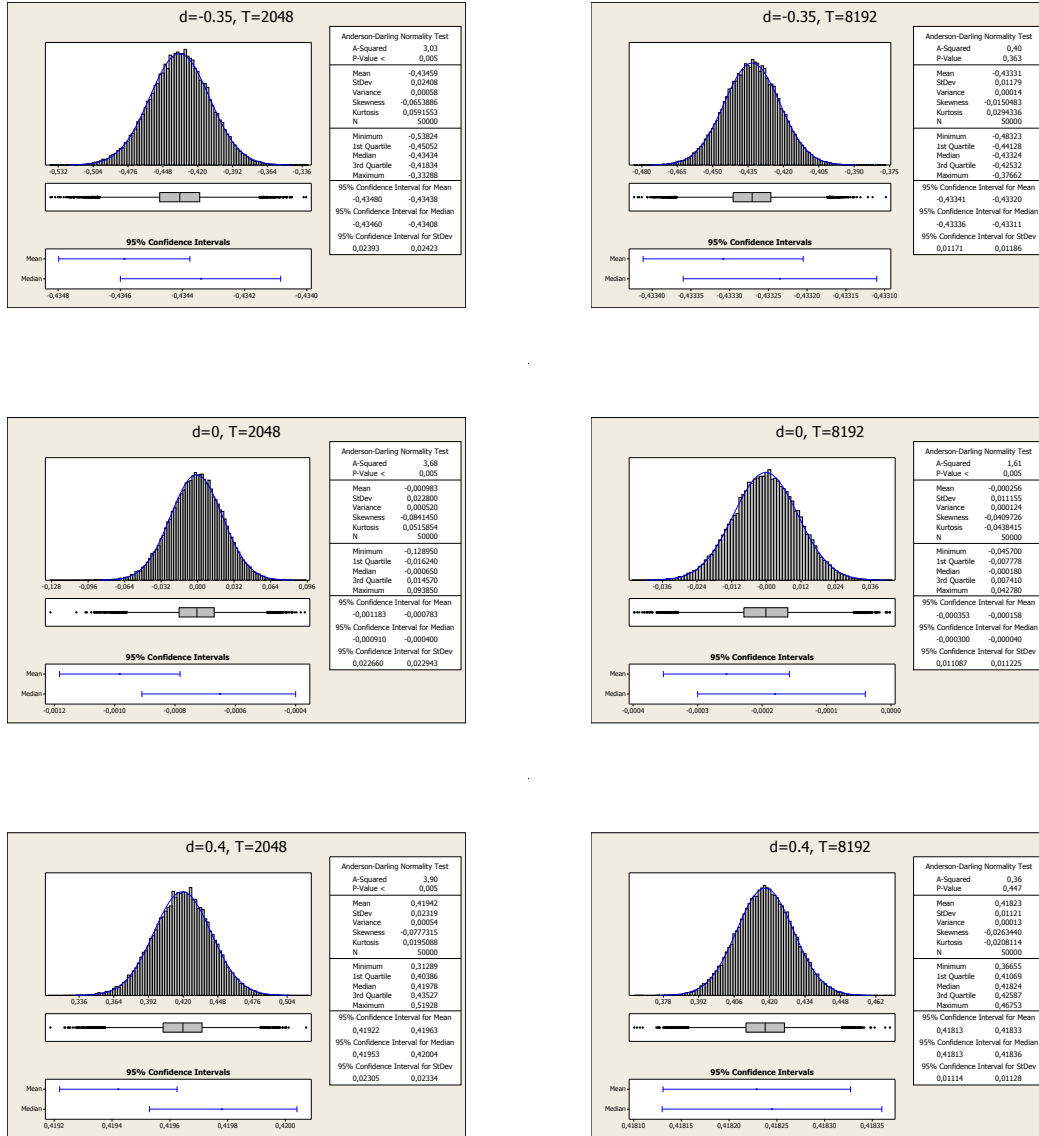 d=-0.35, T=2048
Anderson-Darling Normality Test
A-Squared 3,03
P-Value < 0,005
Mean -0,43459
StDev 0,02408
Variance 0,00058
Skewness -0,0653886
Kurtosis 0,0591553
N 50000
Minimum -0,53824
1st Quartile -0,45052
Median -0,43434
3rd Quartile -0,41834
Maximum -0,33288
95% Confidence Interval for Mean
-0,43480 -0,43438
95% Confidence Interval for Median
-0,43460 -0,43408
95% Confidence Interval for StDev
0,02393 0,02423
-0,532 -0,504 -0,476 -0,448 -0,420 -0,392 -0,364 -0,336
95% Confidence Intervals
Mean
Median
-0,4348 -0,4346 -0,4344 -0,4342 -0,4340
d=-0.35, T=8192
Anderson-Darling Normality Test
A-Squared 0,40
P-Value 0,363
Mean -0,43331
StDev 0,01179
Variance 0,00014
Skewness -0,0150483
Kurtosis 0,0294336
N 50000
Minimum -0,48323
1st Quartile -0,44128
Median -0,43324
3rd Quartile -0,42532
Maximum -0,37662
95% Confidence Interval for Mean
-0,43341 -0,43320
95% Confidence Interval for Median
-0,43336 -0,43311
95% Confidence Interval for StDev
0,01171 0,01186
-0,480 -0,465 -0,450 -0,435 -0,420 -0,405 -0,390 -0,375
95% Confidence Intervals
Mean
Median
-0,43340 -0,43335 -0,43330 -0,43325 -0,43320 -0,43315 -0,43310
d=0, T=2048
Anderson-Darling Normality Test
A-Squared 3,68
P-Value < 0,005
Mean -0,000983
StDev 0,022800
Variance 0,000520
Skewness -0,0841450
Kurtosis 0,0515854
N 50000
Minimum -0,128950
1st Quartile -0,016240
Median -0,000650
3rd Quartile 0,014570
Maximum 0,093850
95% Confidence Interval for Mean
-0,001183 -0,000783
95% Confidence Interval for Median
-0,000910 -0,000400
95% Confidence Interval for StDev
0,022660 0,022943
-0,128 -0,096 -0,064 -0,032 0,000 0,032 0,064 0,096
95% Confidence Intervals
Mean
Median
-0,0012 -0,0010 -0,0008 -0,0006 -0,0004
d=0, T=8192
Anderson-Darling Normality Test
A-Squared 1,61
P-Value < 0,005
Mean -0,000256
StDev 0,011155
Variance 0,000124
Skewness -0,0409726
Kurtosis -0,0438415
N 50000
Minimum -0,045700
1st Quartile -0,007778
Median -0,000180
3rd Quartile 0,007410
Maximum 0,042780
95% Confidence Interval for Mean
-0,000353 -0,000158
95% Confidence Interval for Median
-0,000300 -0,000040
95% Confidence Interval for StDev
0,011087 0,011225
-0,036 -0,024 -0,012 -0,000 0,012 0,024 0,036
95% Confidence Intervals
Mean
Median
-0,0004 -0,0003 -0,0002 -0,0001 0,0000
d=0.4, T=2048
Anderson-Darling Normality Test
A-Squared 3,90
P-Value < 0,005
Mean 0,41942
StDev 0,02319
Variance 0,00054
Skewness -0,0777315
Kurtosis 0,0195088
N 50000
Minimum 0,31289
1st Quartile 0,40386
Median 0,41978
3rd Quartile 0,43527
Maximum 0,51928
95% Confidence Interval for Mean
0,41922 0,41963
95% Confidence Interval for Median
0,41953 0,42004
95% Confidence Interval for StDev
0,02305 0,02334
0,336 0,364 0,392 0,420 0,448 0,476 0,504
95% Confidence Intervals
Mean
Median
0,4192 0,4194 0,4196 0,4198 0,4200
d=0.4, T=8192
Anderson-Darling Normality Test
A-Squared 0,36
P-Value 0,447
Mean 0,41823
StDev 0,01121
Variance 0,00013
Skewness -0,0263440
Kurtosis -0,0208114
N 50000
Minimum 0,36655
1st Quartile 0,41069
Median 0,41824
3rd Quartile 0,42587
Maximum 0,46753
95% Confidence Interval for Mean
0,41813 0,41833
95% Confidence Interval for Median
0,41813 0,41836
95% Confidence Interval for StDev
0,01114 0,01128
0,378 0,392 0,406 0,420 0,434 0,448 0,462
95% Confidence Intervals
Mean
Median
0,41810 0,41815 0,41820 0,41825 0,41830 0,41835